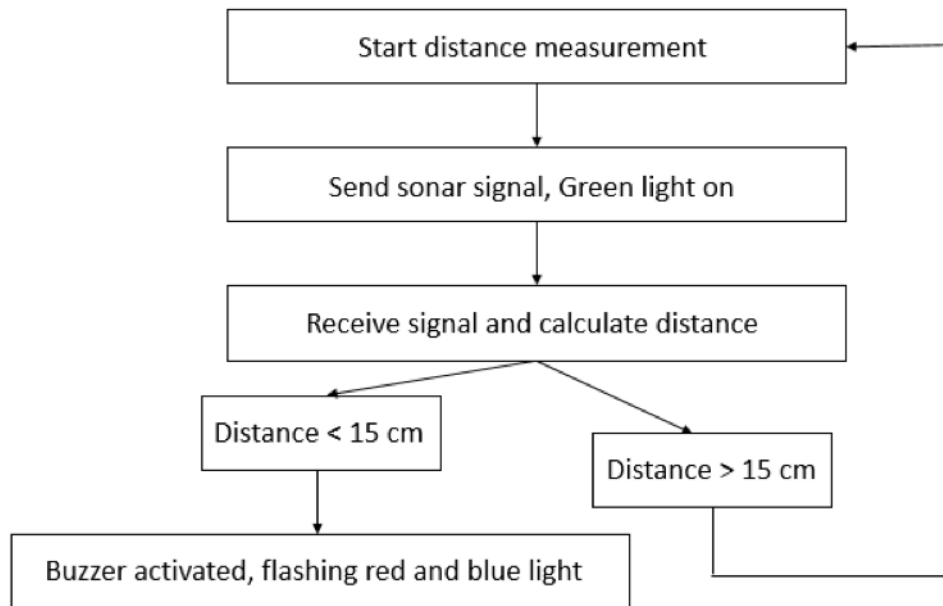 Start distance measurement
Send sonar signal, Green light on
Receive signal and calculate distance
Distance < 15 cm
Distance > 15 cm
Buzzer activated, flashing red and blue light